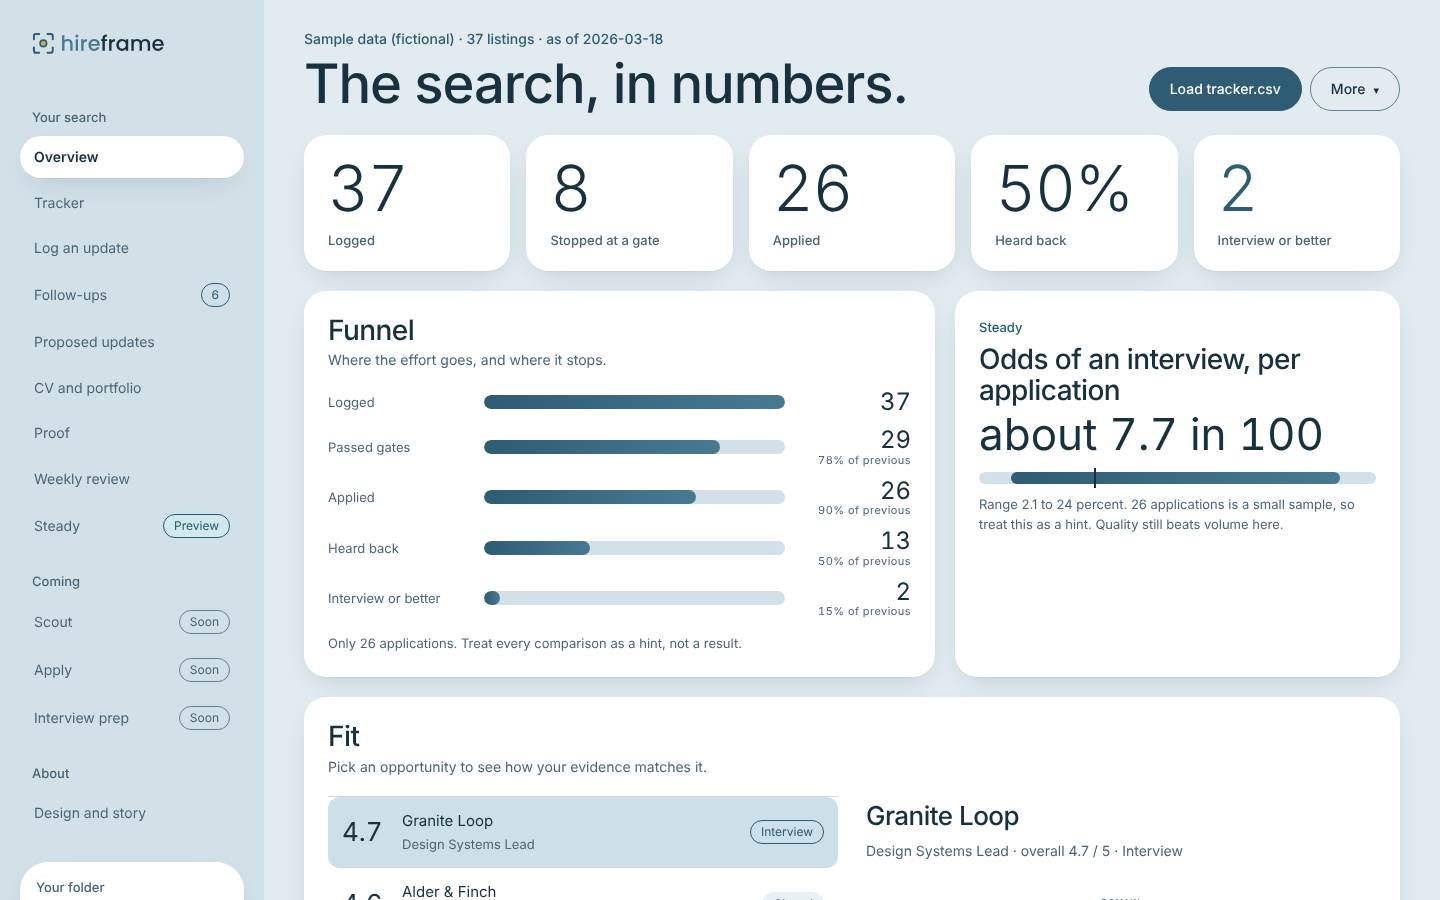 hireframe
Your search
Overview
Tracker
Log an update
Follow-ups 6
Proposed updates
CV and portfolio
Proof
Weekly review
Steady Preview
Coming
Scout Soon
Apply Soon
Interview prep Soon
About
Design and story
Your folder
Sample data (fictional) · 37 listings · as of 2026-03-18
The search, in numbers.
Load tracker.csv
More ▾
37
Logged
8
Stopped at a gate
26
Applied
50%
Heard back
2
Interview or better
Funnel
Where the effort goes, and where it stops.
Logged 37
Passed gates 29
78% of previous
Applied 26
90% of previous
Heard back 13
50% of previous
Interview or better 2
15% of previous
Only 26 applications. Treat every comparison as a hint, not a result.
Steady
Odds of an interview, per
application
about 7.7 in 100
Range 2.1 to 24 percent. 26 applications is a small sample, so
treat this as a hint. Quality still beats volume here.
Fit
Pick an opportunity to see how your evidence matches it.
4.7 Granite Loop
Design Systems Lead
Interview
Alder & Finch
Granite Loop
Design Systems Lead · overall 4.7 / 5 · Interview